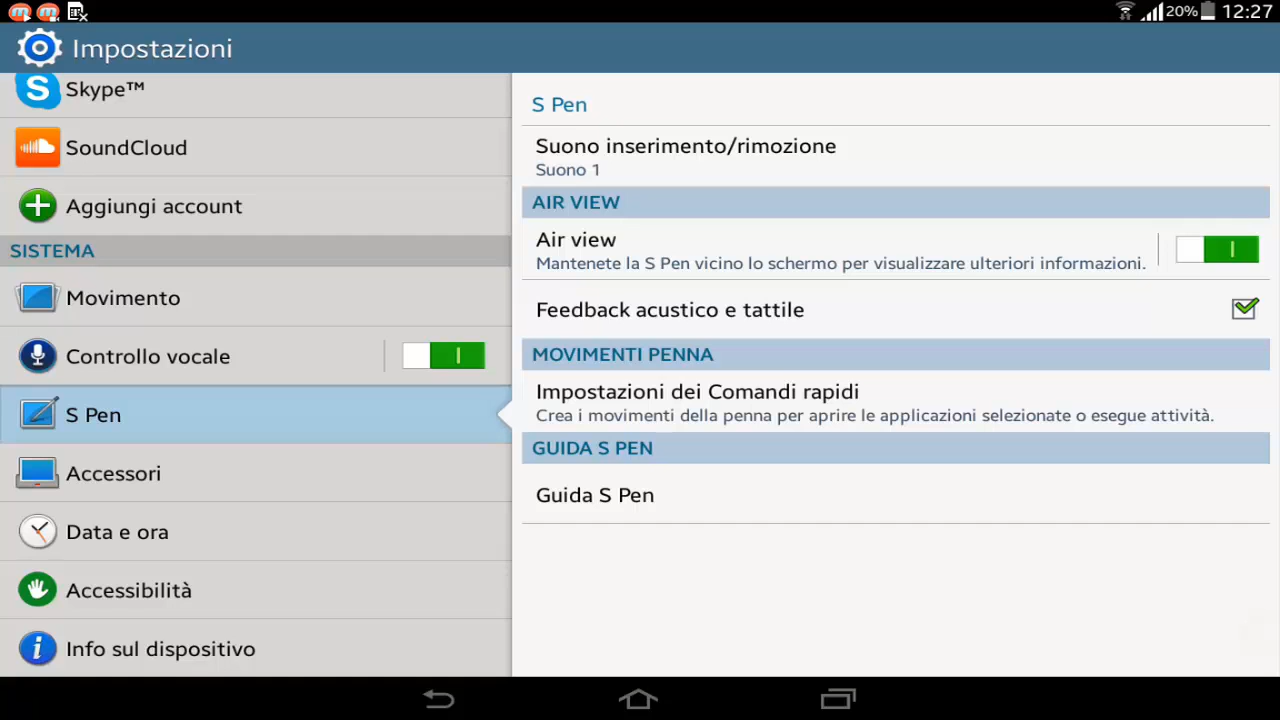 20% 12:27
Impostazioni
Skype™
SoundCloud
Aggiungi account
SISTEMA
Movimento
Controllo vocale
S Pen
Accessori
Data e ora
Accessibilità
Info sul dispositivo
S Pen
Suono inserimento/rimozione
Suono 1
AIR VIEW
Air view
Mantenete la S Pen vicino lo schermo per visualizzare ulteriori informazioni.
Feedback acustico e tattile
MOVIMENTI PENNA
Impostazioni dei Comandi rapidi
Crea i movimenti della penna per aprire le applicazioni selezionate o esegue attività.
GUIDA S PEN
Guida S Pen